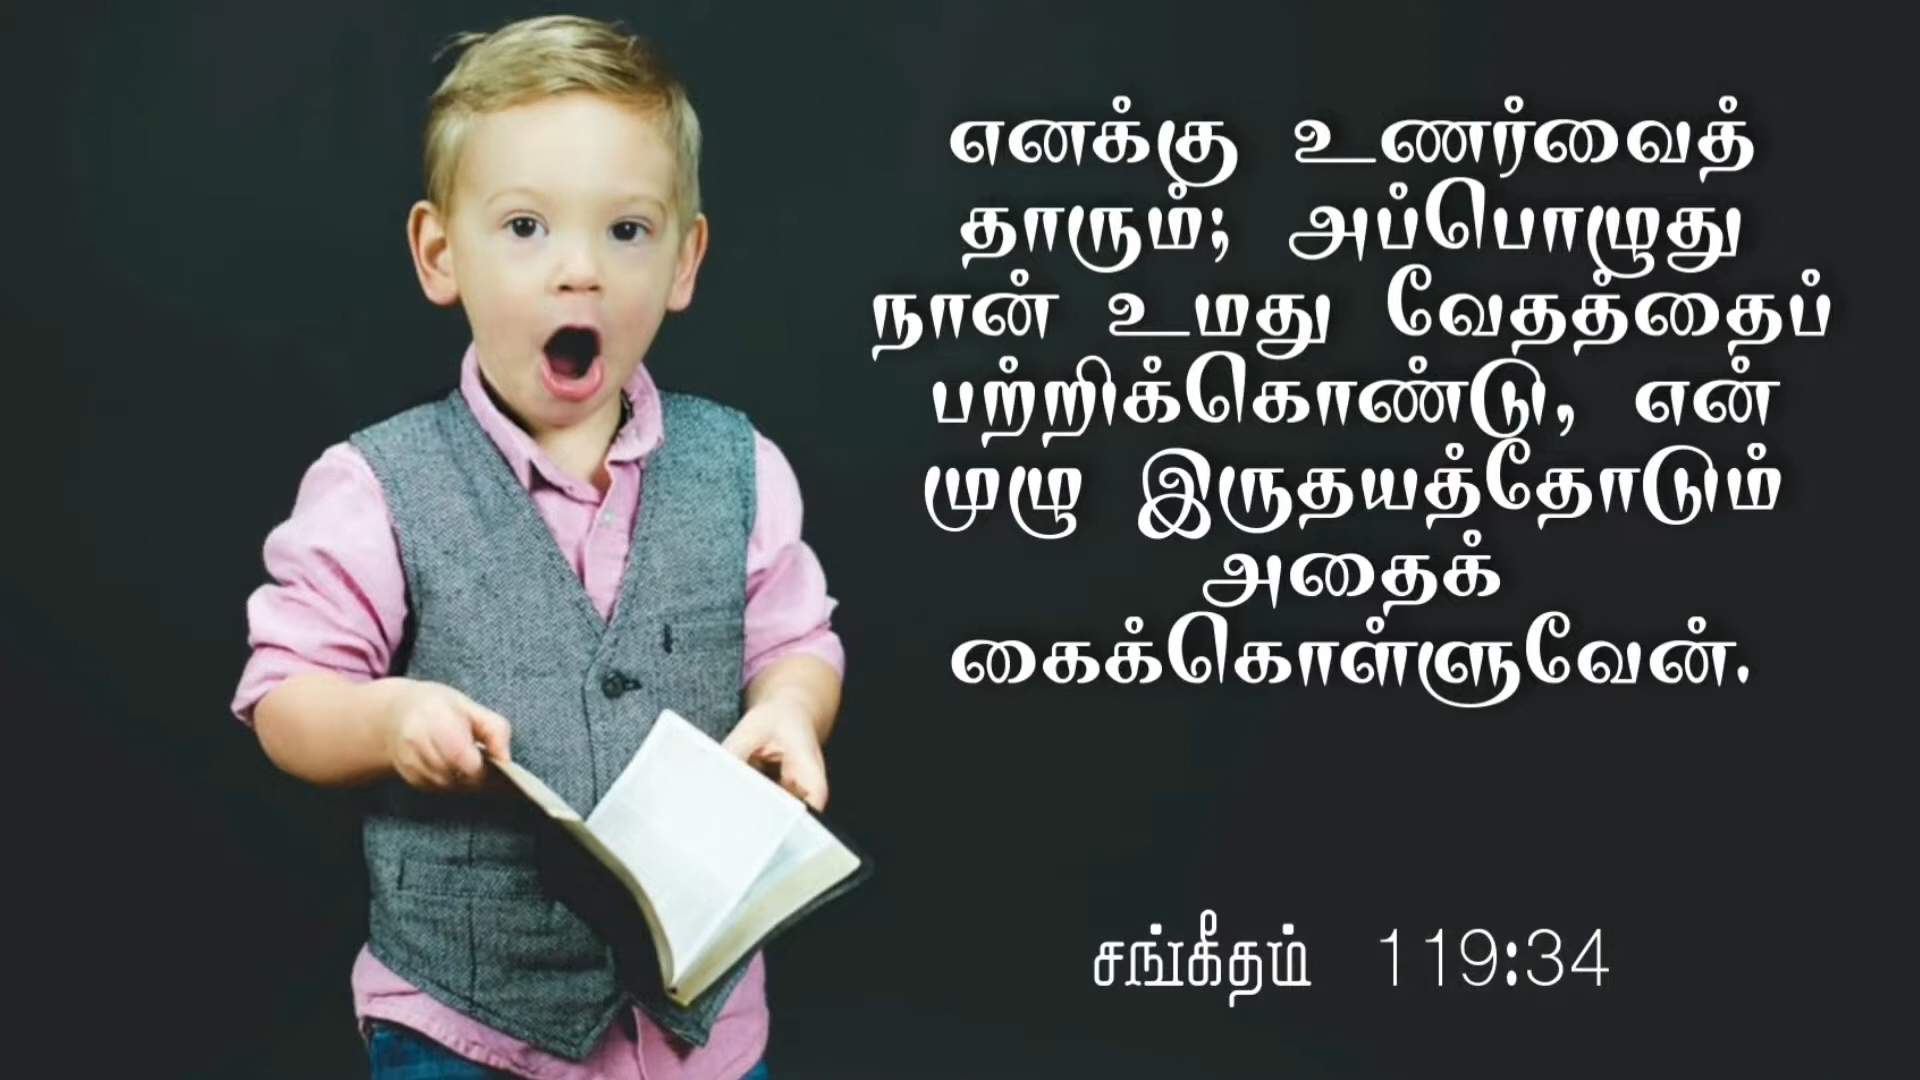 எனக்கு உணர்வைத்
தாரும்; அப்பொழுது
நான் உமது வேதத்தைப்
பற்றிக்கொண்டு, என்
முழு இருதயத்தோடும்
அதைக்
கைக்கொள்ளுவேன்.
சங்கீதம் 119:34